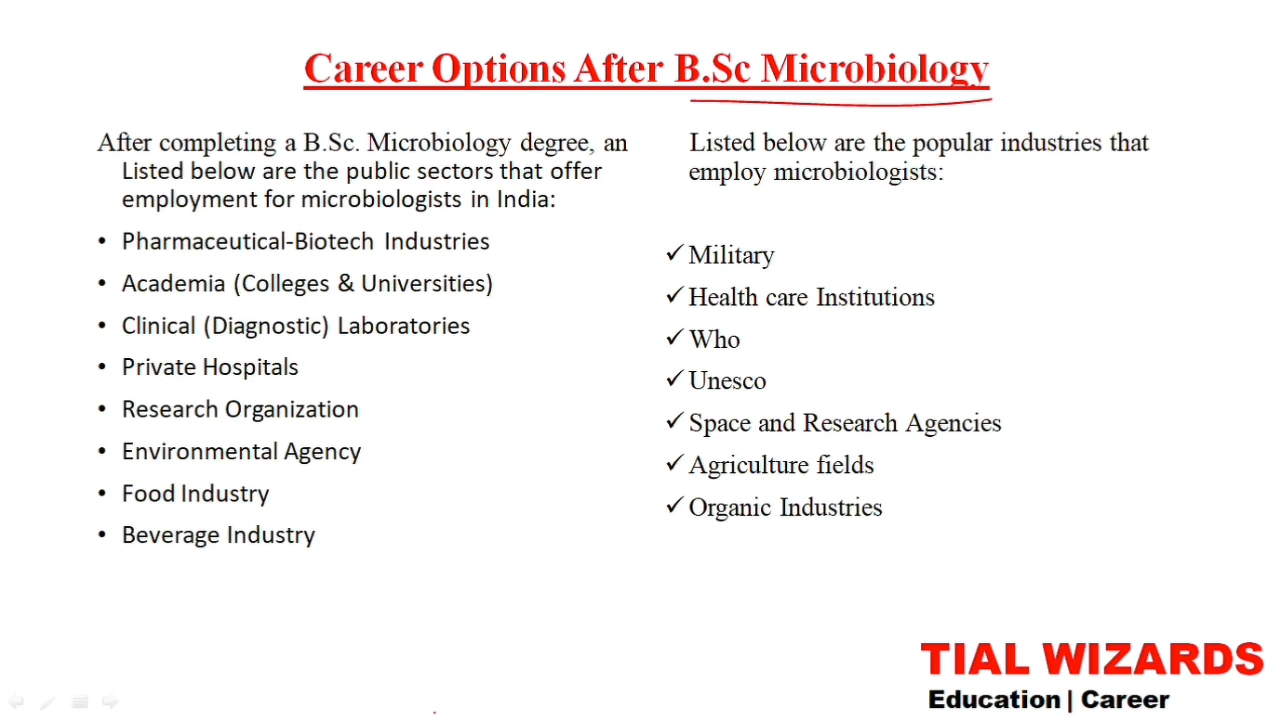 Career Options After B.Sc Microbiology
After completing a B.Sc. Microbiology degree, an
Listed below are the public sectors that offer
employment for microbiologists in India:
• Pharmaceutical-Biotech Industries
• Academia (Colleges & Universities)
• Clinical (Diagnostic) Laboratories
• Private Hospitals
• Research Organization
• Environmental Agency
• Food Industry
• Beverage Industry
Listed below are the popular industries that
employ microbiologists:
✓ Military
✓ Health care Institutions
✓ Who
✓ Unesco
✓ Space and Research Agencies
✓ Agriculture fields
✓ Organic Industries
TIAL WIZARDS
Education | Career